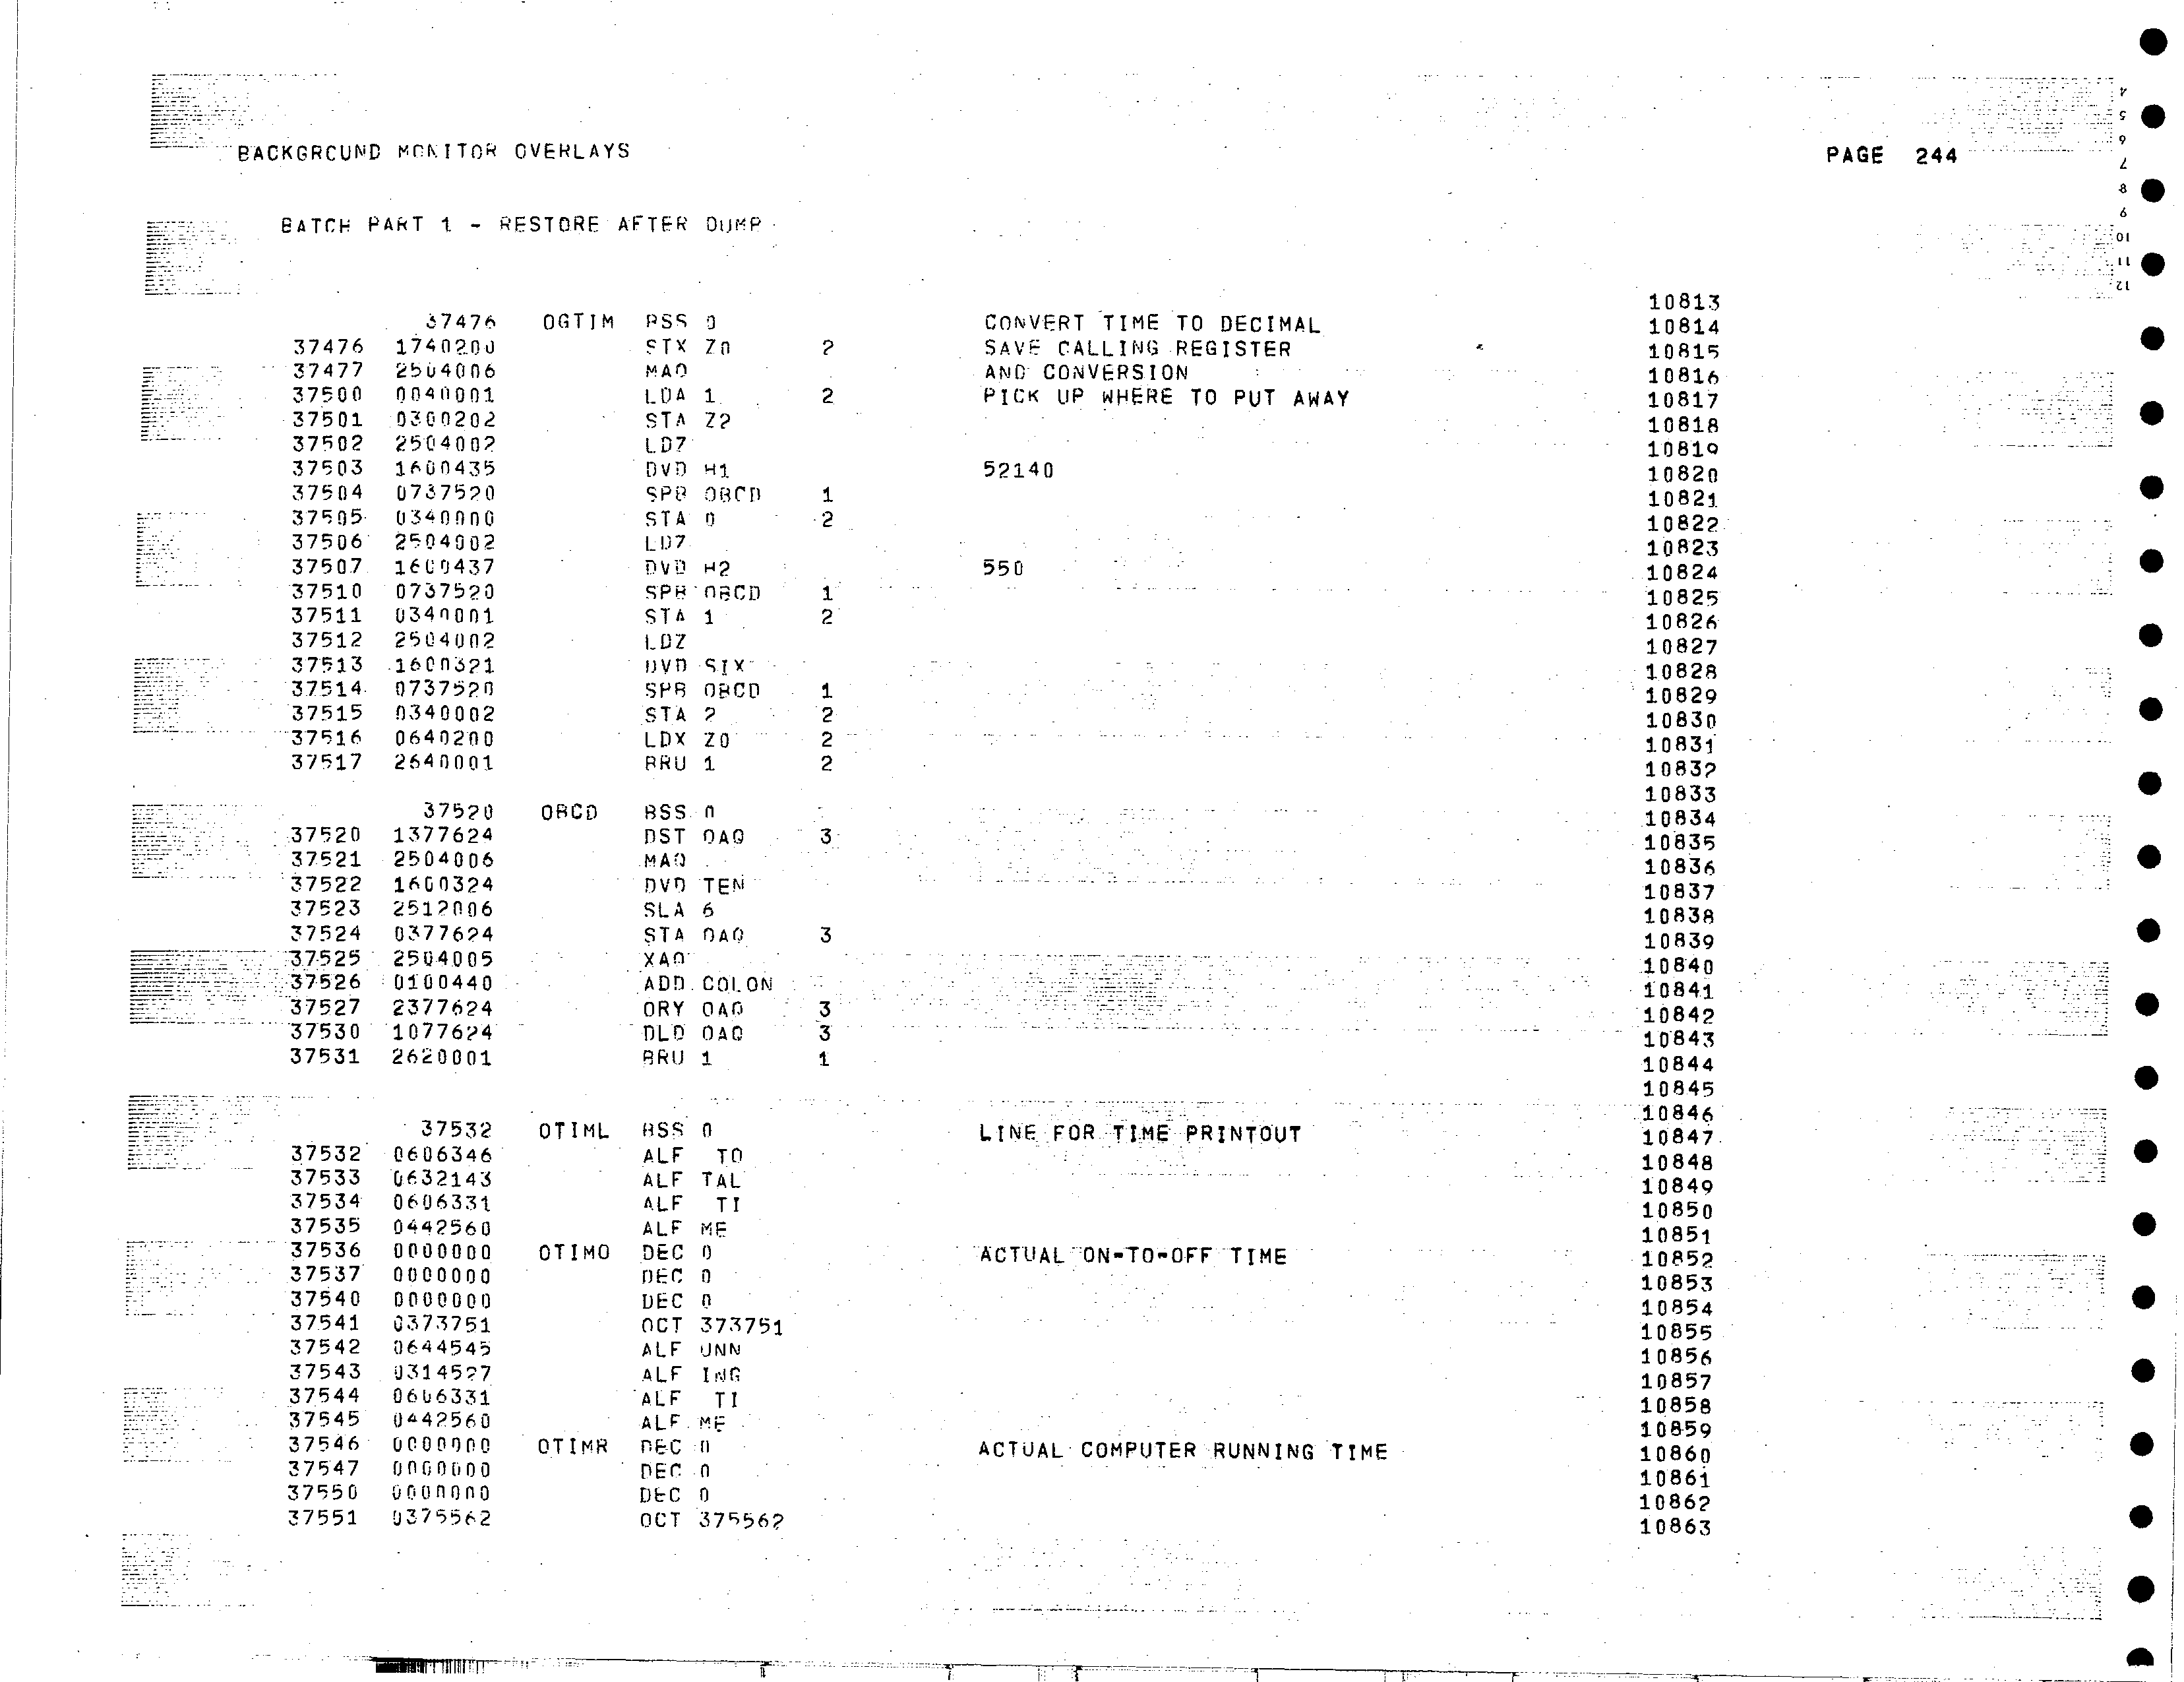 BACKGROUND MONITOR OVERLAYS PAGE 244
BATCH PART 1 - RESTORE AFTER DUMP
10813
37476 OGTIM BSS 0 CONVERT TIME TO DECIMAL 10814
37476 1740200 STX Z0 2 SAVE CALLING REGISTER 10815
37477 2504006 MAQ AND CONVERSION 10816
37500 0040001 LDA 1 2 PICK UP WHERE TO PUT AWAY 10817
37501 0300202 STA Z2 10818
37502 2504002 LDZ 10819
37503 1600435 DVD H1 52140 10820
37504 0737520 SPB OBCD 1 10821
37505 0340000 STA 0 2 10822
37506 2504002 LDZ 10823
37507 1600437 DVD H2 550 10824
37510 0737520 SPB OBCD 1 10825
37511 0340001 STA 1 2 10826
37512 2504002 LDZ 10827
37513 1600321 DVD SIX 10828
37514 0737520 SPB OBCD 1 10829
37515 0340002 STA 2 2 10830
37516 0640200 LDX Z0 2 10831
37517 2640001 BRU 1 2 10832
10833
37520 OBCD BSS 0 10834
37520 1377624 DST OAQ 3 10835
37521 2504006 MAQ 10836
37522 1600324 DVD TEN 10837
37523 2512006 SLA 6 10838
37524 0377624 STA OAQ 3 10839
37525 2504005 XAQ 10840
37526 0100440 ADD COLON 10841
37527 2377624 ORY OAQ 3 10842
37530 1077624 DLD OAQ 3 10843
37531 2620001 BRU 1 1 10844
10845
10846
37532 OTIML BSS 0 LINE FOR TIME PRINTOUT 10847
37532 0606346 ALF TO 10848
37533 0632143 ALF TAL 10849
37534 0606331 ALF TI 10850
37535 0442560 ALF ME 10851
37536 0000000 OTIMO DEC 0 ACTUAL ON-TO-OFF TIME 10852
37537 0000000 DEC 0 10853
37540 0000000 DEC 0 10854
37541 0373751 OCT 373751 10855
37542 0644545 ALF UNN 10856
37543 0314527 ALF ING 10857
37544 0606331 ALF TI 10858
37545 0442560 ALF ME 10859
37546 0000000 OTIMR DEC 0 ACTUAL COMPUTER RUNNING TIME 10860
37547 0000000 DEC 0 10861
37550 0000000 DEC 0 10862
37551 0375562 OCT 375562 10863